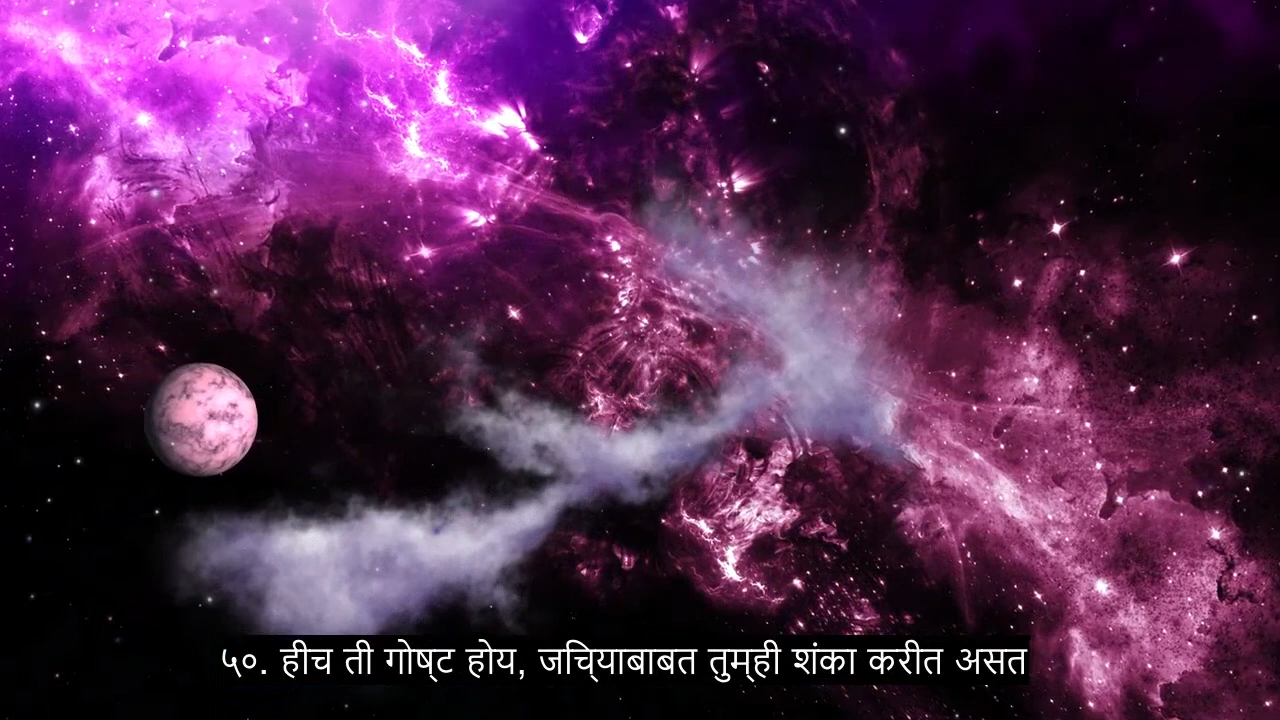 ५०. हीच ती गोष्‌ट होय, जिच्‌याबाबत तुम्‌ही शंका करीत असत